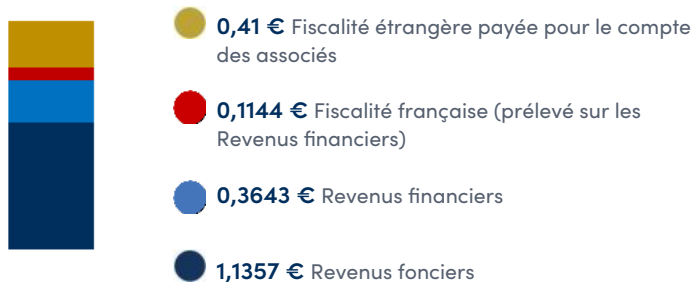 0,41 € Fiscalité étrangère payée pour le compte
des associés
0,1144 € Fiscalité française (prélevé sur les
Revenus financiers)
0,3643 € Revenus financiers
1,1357 € Revenus fonciers